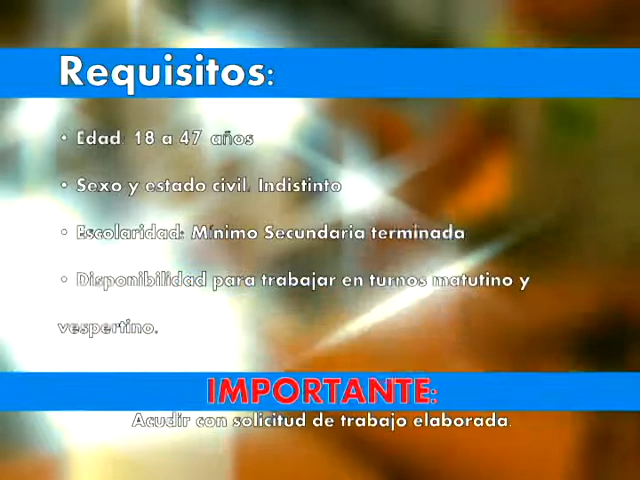 Requisitos:
• Edad: 18 a 47 años
• Sexo y estado civil: Indistinto
• Escolaridad: Mínimo Secundaria terminada
• Disponibilidad para trabajar en turnos matutino y
vespertino.
IMPORTANTE:
Acudir con solicitud de trabajo elaborada.